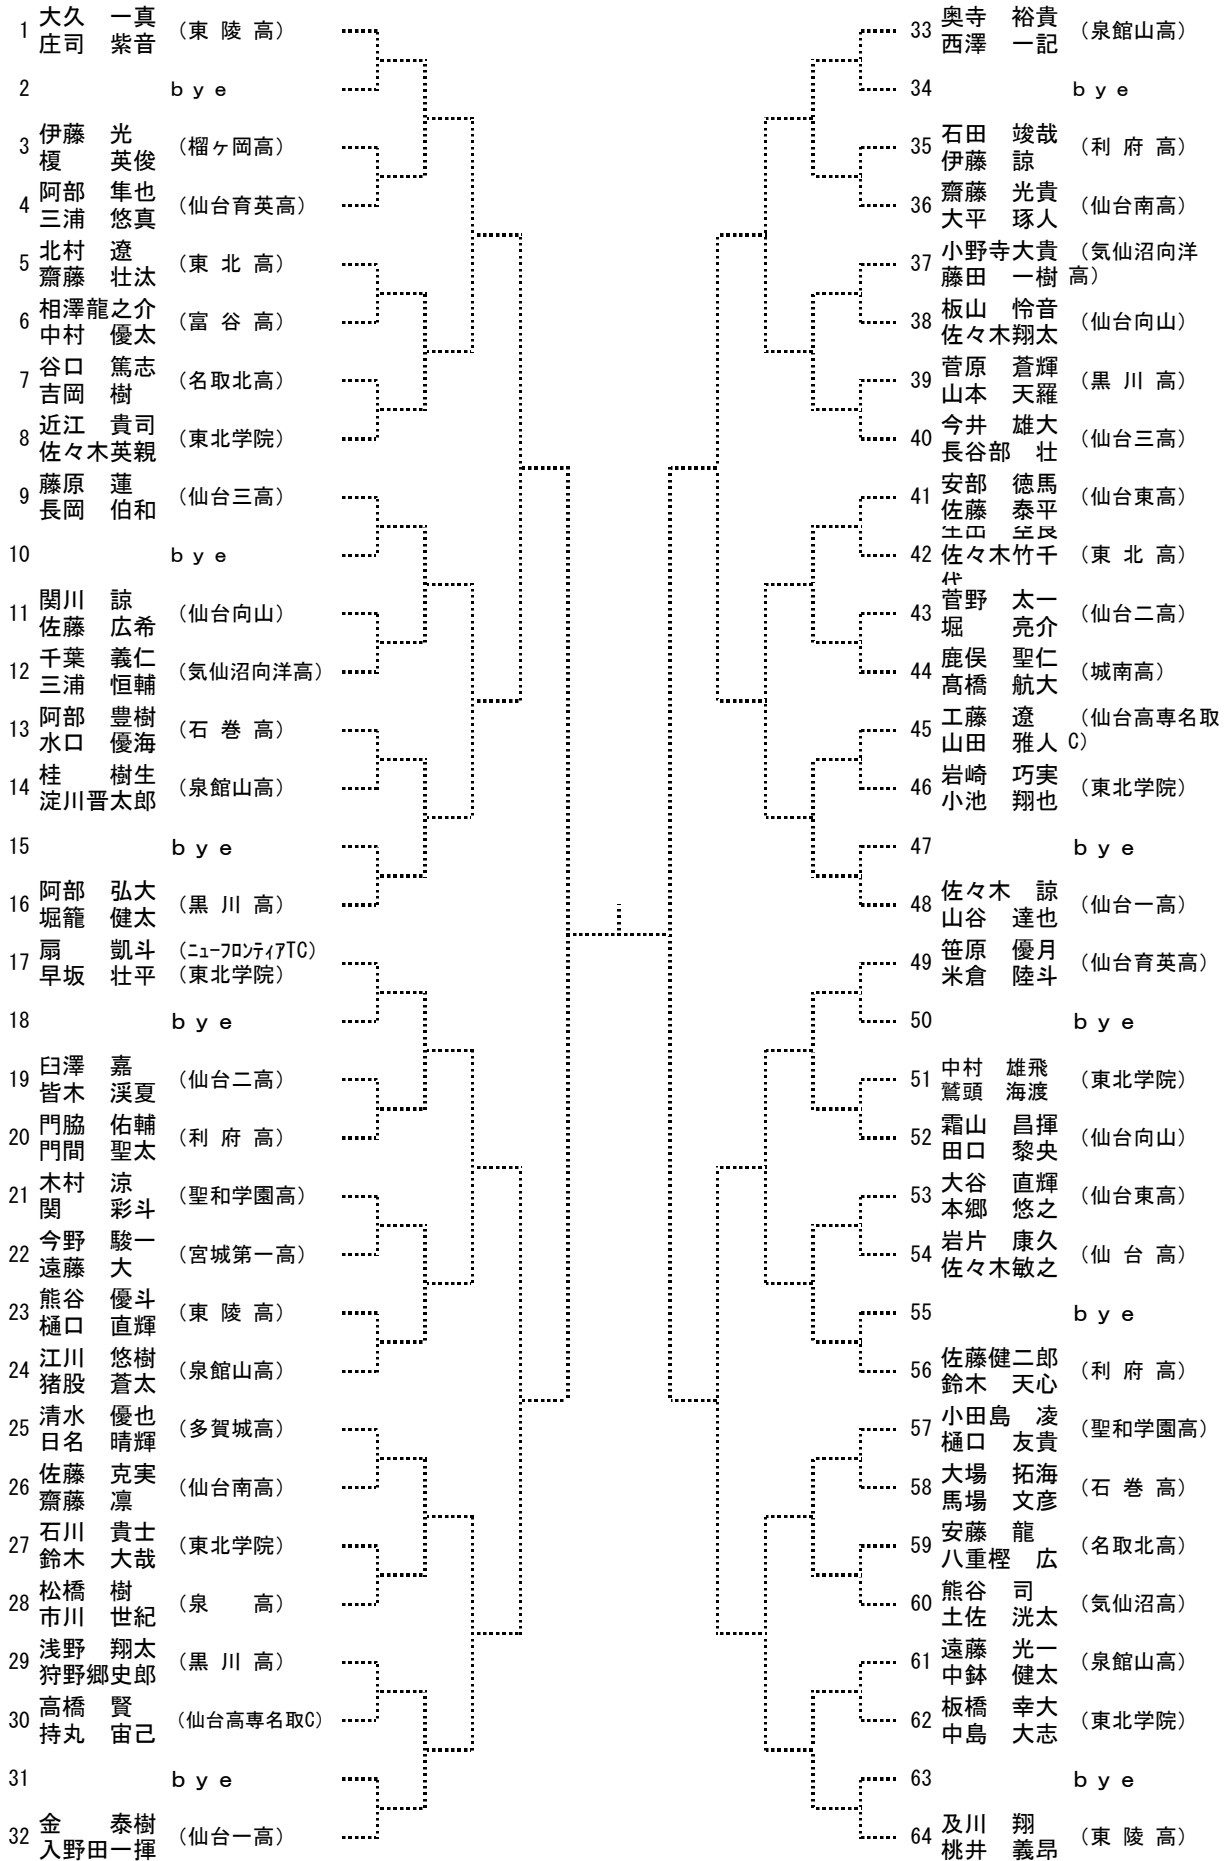 1 大久　一真 (東 陵 高)
庄司　紫音
2 ｂｙｅ
3 伊藤　光 (榴ヶ岡高)
榎　　英俊
4 阿部　隼也 (仙台育英高)
三浦　悠真
5 北村　遼 (東 北 高)
齋藤　壮汰
6 相澤龍之介 (富 谷 高)
中村　優太
7 谷口　篤志 (名取北高)
吉岡　樹
8 近江　貴司 (東北学院)
佐々木英親
9 藤原　蓮 (仙台三高)
長岡　伯和
10 ｂｙｅ
11 関川　諒 (仙台向山)
佐藤　広希
12 千葉　義仁 (気仙沼向洋高)
三浦　恒輔
13 阿部　豊樹 (石 巻 高)
水口　優海
14 桂　　樹生 (泉館山高)
淀川晋太郎
15 ｂｙｅ
16 阿部　弘大 (黒 川 高)
堀籠　健太
17 扇　　凱斗 (ﾆｭｰﾌﾛﾝﾃｨｱTC)
早坂　壮平 (東北学院)
18 ｂｙｅ
19 臼澤　嘉 (仙台二高)
皆木　渓夏
20 門脇　佑輔 (利 府 高)
門間　聖太
21 木村　涼 (聖和学園高)
関　　彩斗
22 今野　駿一 (宮城第一高)
遠藤　大
23 熊谷　優斗 (東 陵 高)
樋口　直輝
24 江川　悠樹 (泉館山高)
猪股　蒼太
25 清水　優也 (多賀城高)
日名　晴輝
26 佐藤　克実 (仙台南高)
齋藤　凛
27 石川　貴士 (東北学院)
鈴木　大哉
28 松橋　樹 (泉　　高)
市川　世紀
29 浅野　翔太 (黒 川 高)
狩野郷史郎
30 高橋　賢 (仙台高専名取C)
持丸　宙己
31 ｂｙｅ
32 金　　泰樹 (仙台一高)
入野田一揮
33 奥寺　裕貴 (泉館山高)
西澤　一記
34 ｂｙｅ
35 石田　竣哉 (利 府 高)
伊藤　諒
36 齋藤　光貴 (仙台南高)
大平　琢人
37 小野寺大貴 (気仙沼向洋
藤田　一樹 高)
38 板山　怜音 (仙台向山)
佐々木翔太
39 菅原　蒼輝 (黒 川 高)
山本　天羅
40 今井　雄大 (仙台三高)
長谷部　壮
41 安部　徳馬 (仙台東高)
佐藤　泰平
42 佐々木竹千 (東 北 高)
代
43 菅野　太一 (仙台二高)
堀　　亮介
44 鹿俣　聖仁 (城南高)
髙橋　航大
45 工藤　遼 (仙台高専名取
山田　雅人 C)
46 岩崎　巧実 (東北学院)
小池　翔也
47 ｂｙｅ
48 佐々木　諒 (仙台一高)
山谷　達也
49 笹原　優月 (仙台育英高)
米倉　陸斗
50 ｂｙｅ
51 中村　雄飛 (東北学院)
鷲頭　海渡
52 霜山　昌揮 (仙台向山)
田口　黎央
53 大谷　直輝 (仙台東高)
本郷　悠之
54 岩片　康久 (仙 台 高)
佐々木敏之
55 ｂｙｅ
56 佐藤健二郎 (利 府 高)
鈴木　天心
57 小田島　凌 (聖和学園高)
樋口　友貴
58 大場　拓海 (石 巻 高)
馬場　文彦
59 安藤　龍 (名取北高)
八重樫　広
60 熊谷　司 (気仙沼高)
土佐　洸太
61 遠藤　光一 (泉館山高)
中鉢　健太
62 板橋　幸大 (東北学院)
中島　大志
63 ｂｙｅ
64 及川　翔 (東 陵 高)
桃井　義昂